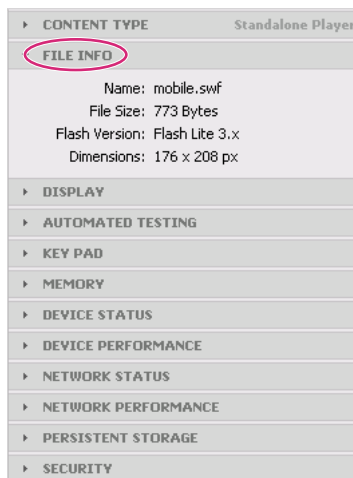 CONTENT TYPE Standalone Player
FILE INFO
Name: mobile.swf
File Size: 773 Bytes
Flash Version: Flash Lite 3.x
Dimensions: 176 x 208 px
DISPLAY
AUTOMATED TESTING
KEY PAD
MEMORY
DEVICE STATUS
DEVICE PERFORMANCE
NETWORK STATUS
NETWORK PERFORMANCE
PERSISTENT STORAGE
SECURITY